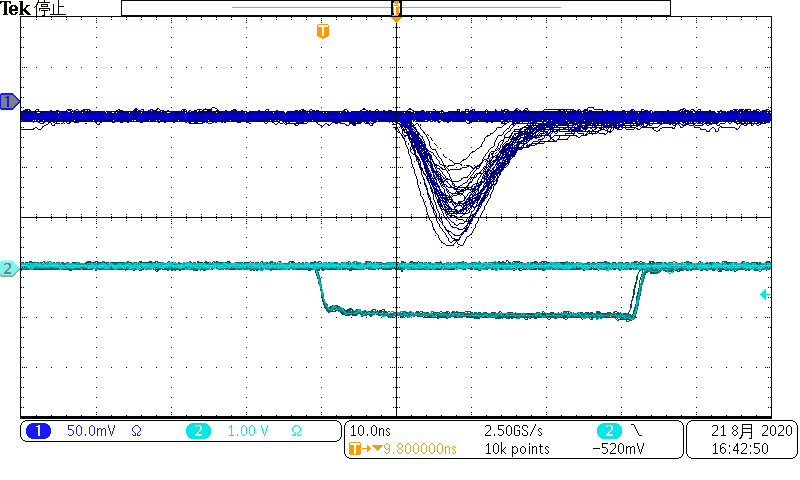 Tek 停止
T
T
1
2
1 50.0mV Ω 2 1.00 V Ω
10.0ns 2.50GS/s 2
T→▼9.800000ns 10k points −520mV
21 8月 2020
16:42:50